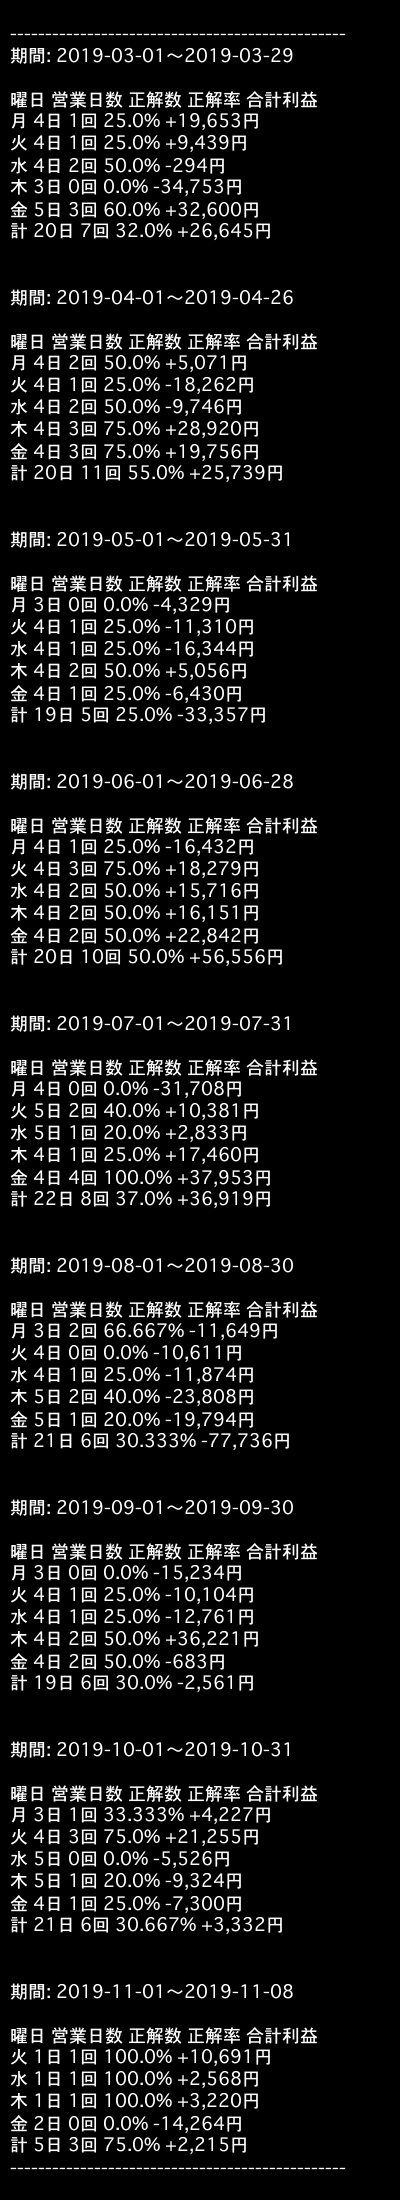 ------------------------------------------------
期間: 2019-03-01〜2019-03-29
曜日 営業日数 正解数 正解率 合計利益
月 4日 1回 25.0% +19,653円
火 4日 1回 25.0% +9,439円
水 4日 2回 50.0% -294円
木 3日 0回 0.0% -34,753円
金 5日 3回 60.0% +32,600円
計 20日 7回 32.0% +26,645円
期間: 2019-04-01〜2019-04-26
曜日 営業日数 正解数 正解率 合計利益
月 4日 2回 50.0% +5,071円
火 4日 1回 25.0% -18,262円
水 4日 2回 50.0% -9,746円
木 4日 3回 75.0% +28,920円
金 4日 3回 75.0% +19,756円
計 20日 11回 55.0% +25,739円
期間: 2019-05-01〜2019-05-31
曜日 営業日数 正解数 正解率 合計利益
月 3日 0回 0.0% -4,329円
火 4日 1回 25.0% -11,310円
水 4日 1回 25.0% -16,344円
木 4日 2回 50.0% +5,056円
金 4日 1回 25.0% -6,430円
計 19日 5回 25.0% -33,357円
期間: 2019-06-01〜2019-06-28
曜日 営業日数 正解数 正解率 合計利益
月 4日 1回 25.0% -16,432円
火 4日 3回 75.0% +18,279円
水 4日 2回 50.0% +15,716円
木 4日 2回 50.0% +16,151円
金 4日 2回 50.0% +22,842円
計 20日 10回 50.0% +56,556円
期間: 2019-07-01〜2019-07-31
曜日 営業日数 正解数 正解率 合計利益
月 4日 0回 0.0% -31,708円
火 5日 2回 40.0% +10,381円
水 5日 1回 20.0% +2,833円
木 4日 1回 25.0% +17,460円
金 4日 4回 100.0% +37,953円
計 22日 8回 37.0% +36,919円
期間: 2019-08-01〜2019-08-30
曜日 営業日数 正解数 正解率 合計利益
月 3日 2回 66.667% -11,649円
火 4日 0回 0.0% -10,611円
水 4日 1回 25.0% -11,874円
木 5日 2回 40.0% -23,808円
金 5日 1回 20.0% -19,794円
計 21日 6回 30.333% -77,736円
期間: 2019-09-01〜2019-09-30
曜日 営業日数 正解数 正解率 合計利益
月 3日 0回 0.0% -15,234円
火 4日 1回 25.0% -10,104円
水 4日 1回 25.0% -12,761円
木 4日 2回 50.0% +36,221円
金 4日 2回 50.0% -683円
計 19日 6回 30.0% -2,561円
期間: 2019-10-01〜2019-10-31
曜日 営業日数 正解数 正解率 合計利益
月 3日 1回 33.333% +4,227円
火 4日 3回 75.0% +21,255円
水 5日 0回 0.0% -5,526円
木 5日 1回 20.0% -9,324円
金 4日 1回 25.0% -7,300円
計 21日 6回 30.667% +3,332円
期間: 2019-11-01〜2019-11-08
曜日 営業日数 正解数 正解率 合計利益
火 1日 1回 100.0% +10,691円
水 1日 1回 100.0% +2,568円
木 1日 1回 100.0% +3,220円
金 2日 0回 0.0% -14,264円
計 5日 3回 75.0% +2,215円
------------------------------------------------